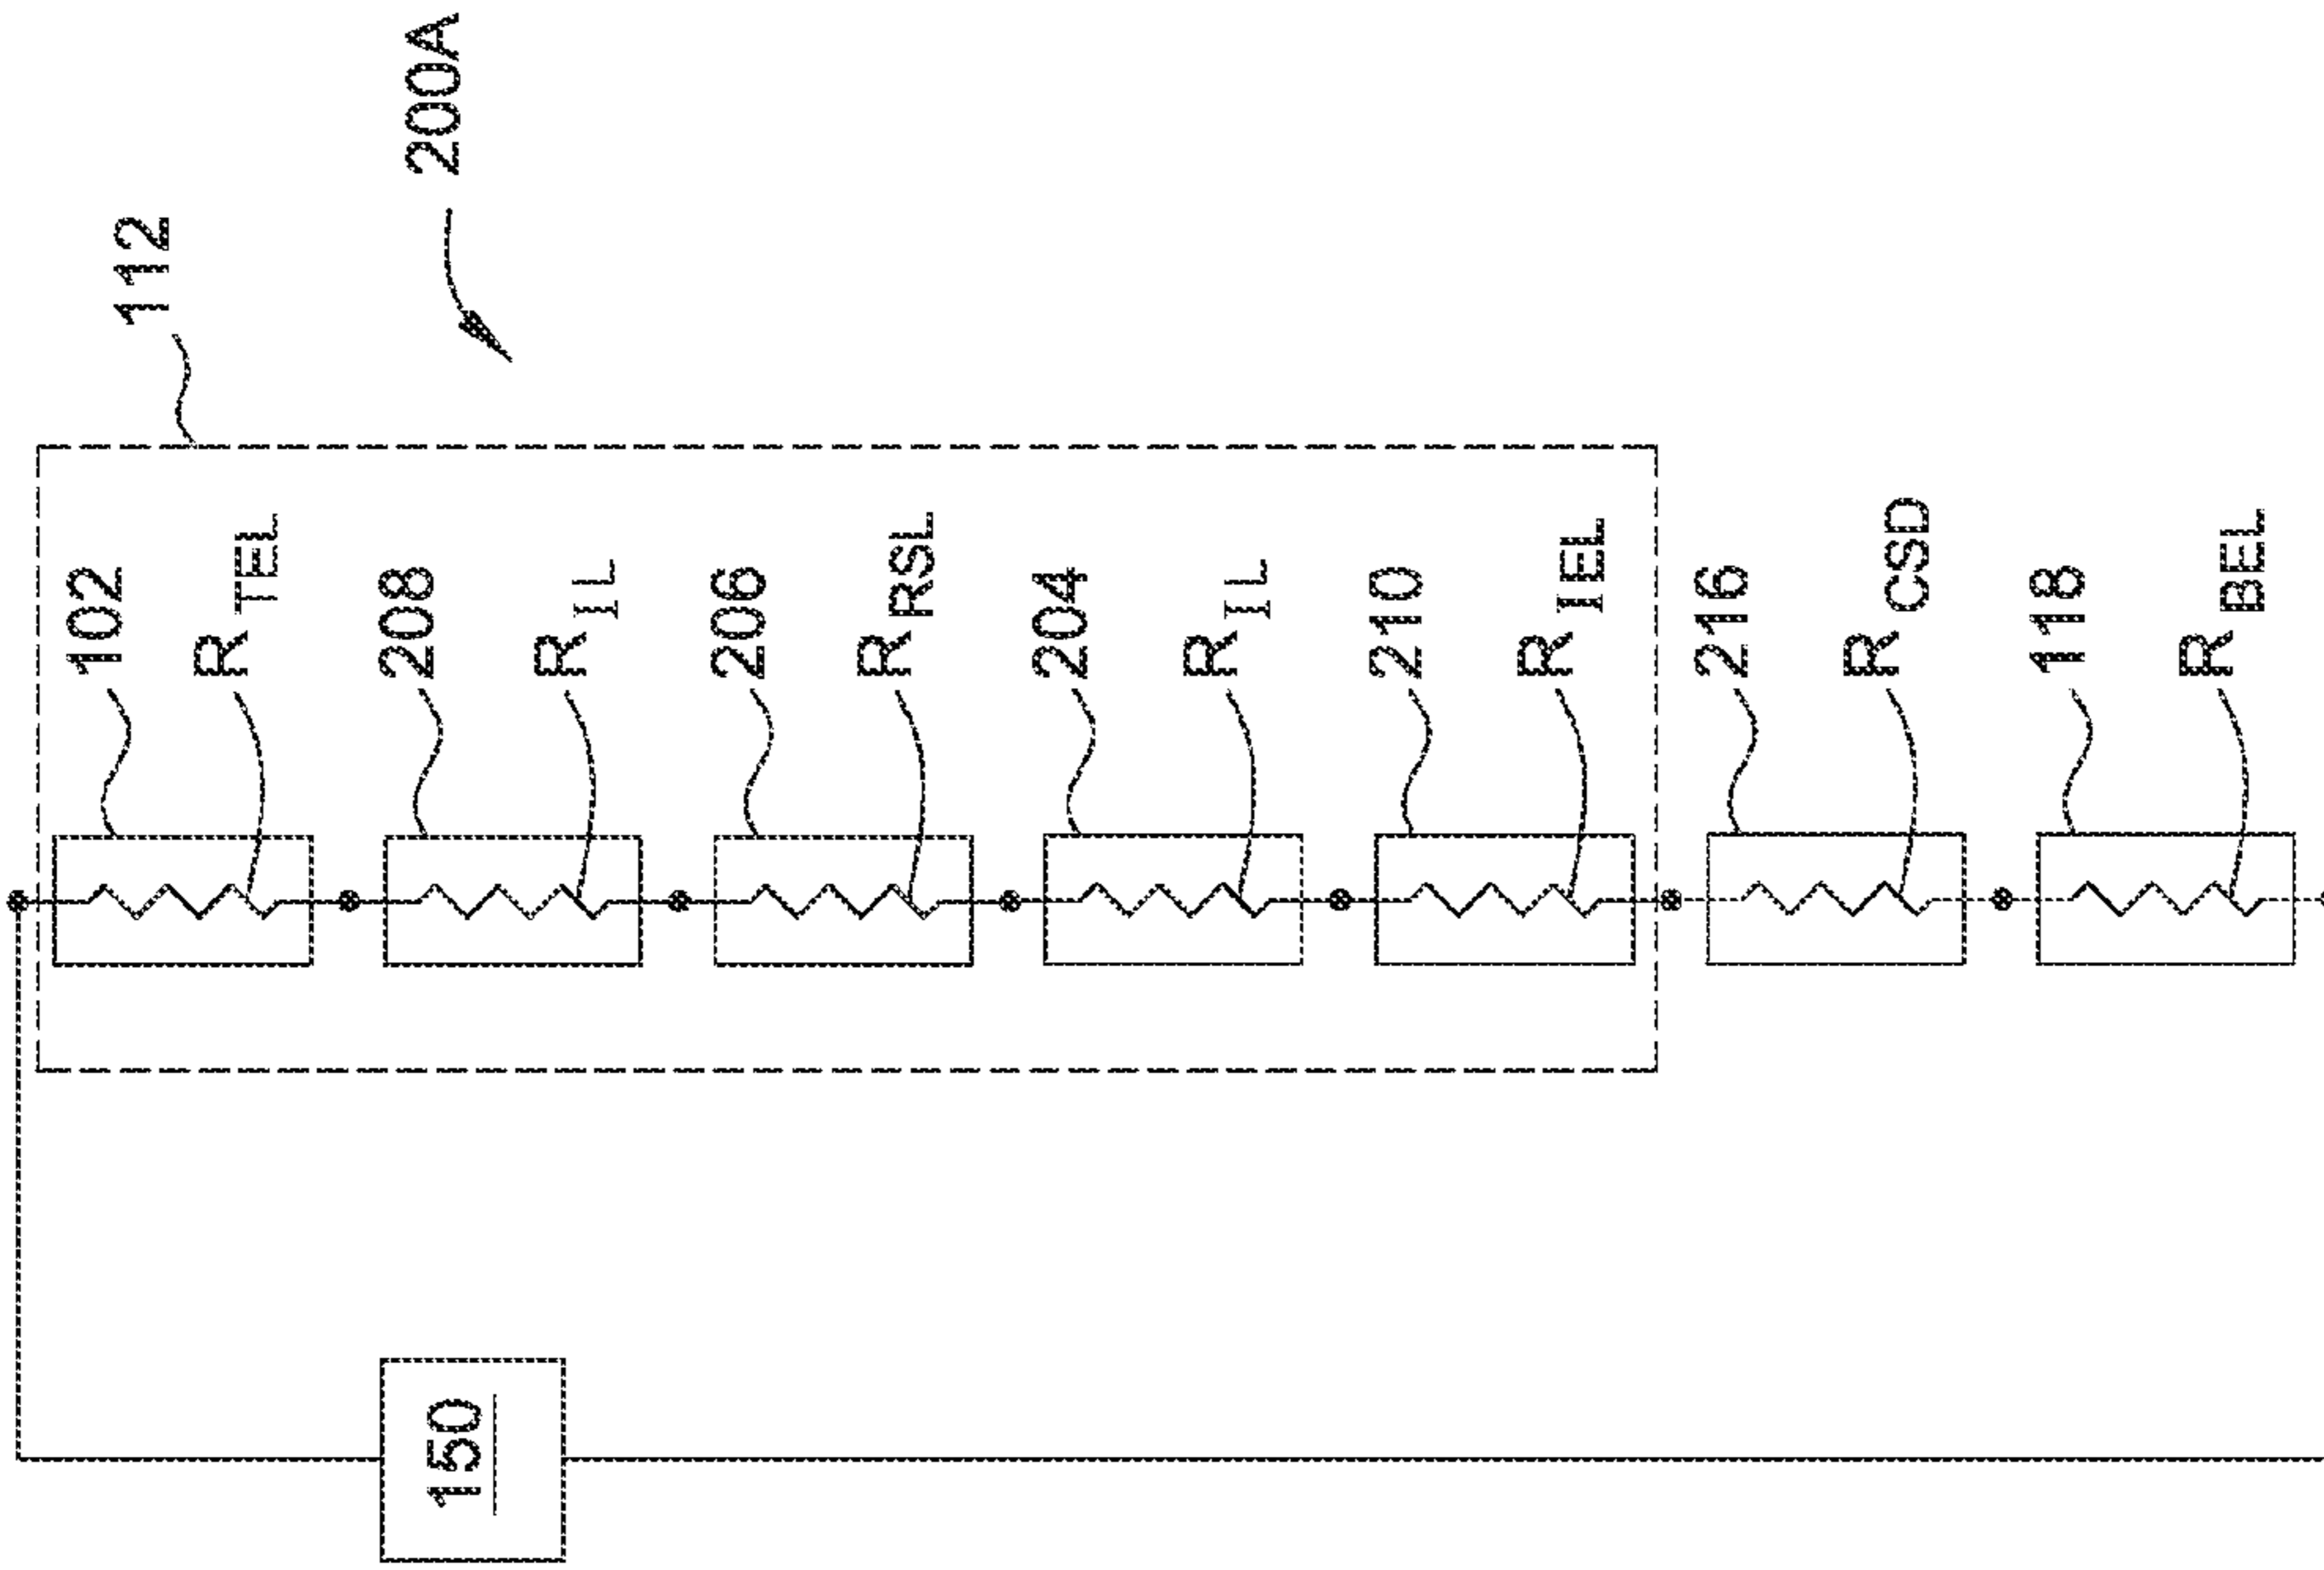 200A
112
102
R TEL
208
R IL
206
R RSL
204
R IL
210
R IEL
216
R CSD
118
R BEL
150